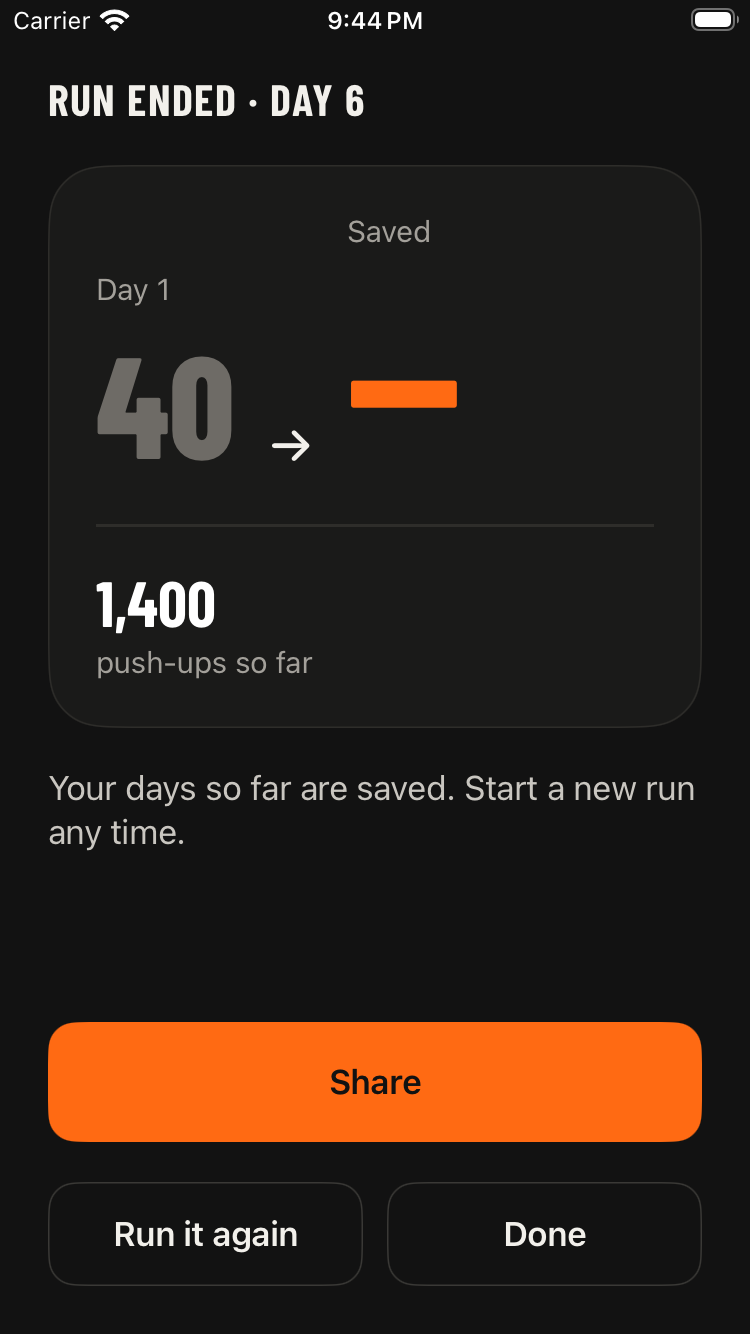 Carrier 9:44 PM
RUN ENDED · DAY 6
Saved
Day 1
40 → –
1,400
push-ups so far
Your days so far are saved. Start a new run
any time.
Share
Run it again
Done